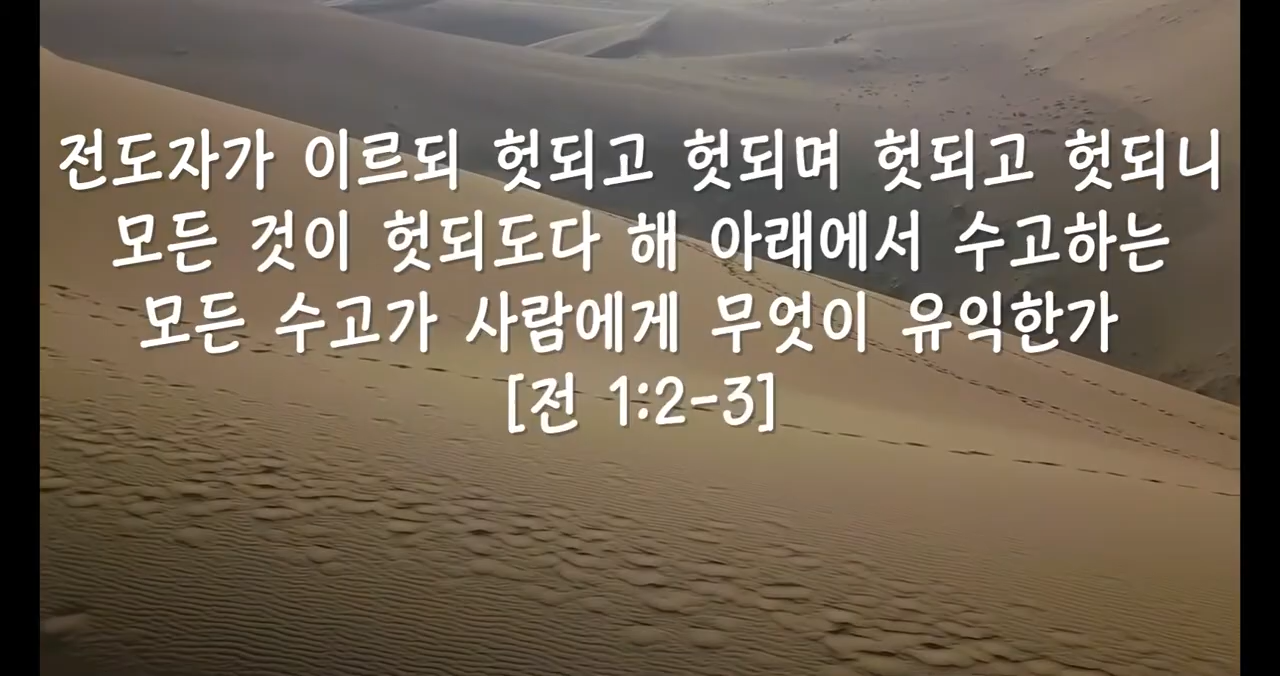 전도자가 이르되 헛되고 헛되며 헛되고 헛되니
모든 것이 헛되도다 해 아래에서 수고하는
모든 수고가 사람에게 무엇이 유익한가
[전 1:2-3]